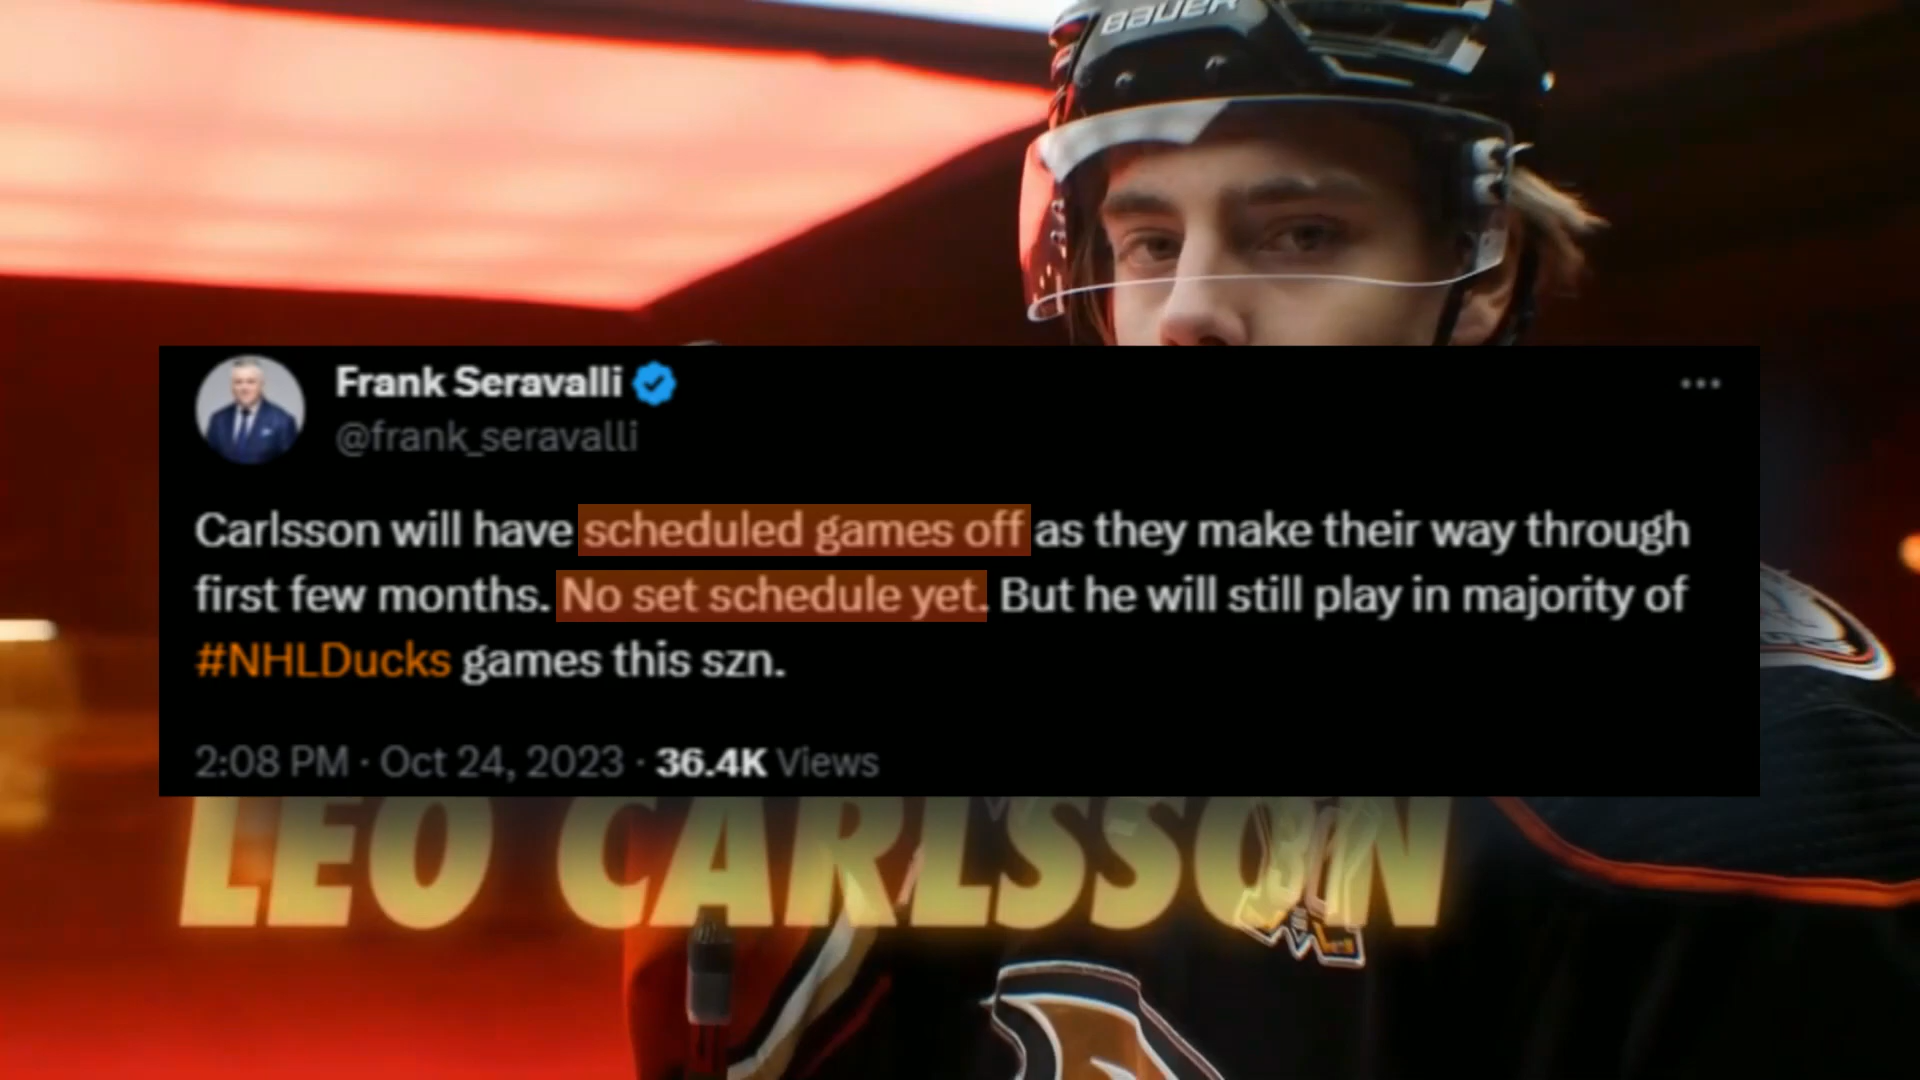 BAUER
Frank Seravalli
@frank_seravalli
Carlsson will have scheduled games off as they make their way through
first few months. No set schedule yet. But he will still play in majority of
#NHLDucks games this szn.
2:08 PM · Oct 24, 2023 · 36.4K Views
LEO CARLSSON